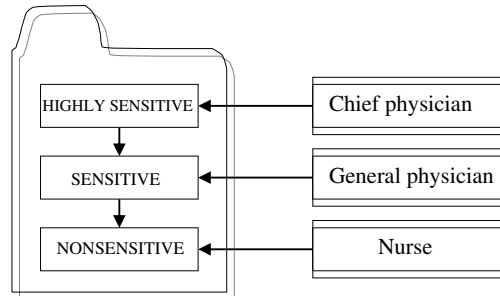 HIGHLY SENSITIVE
Chief physician
SENSITIVE
General physician
NONSENSITIVE
Nurse